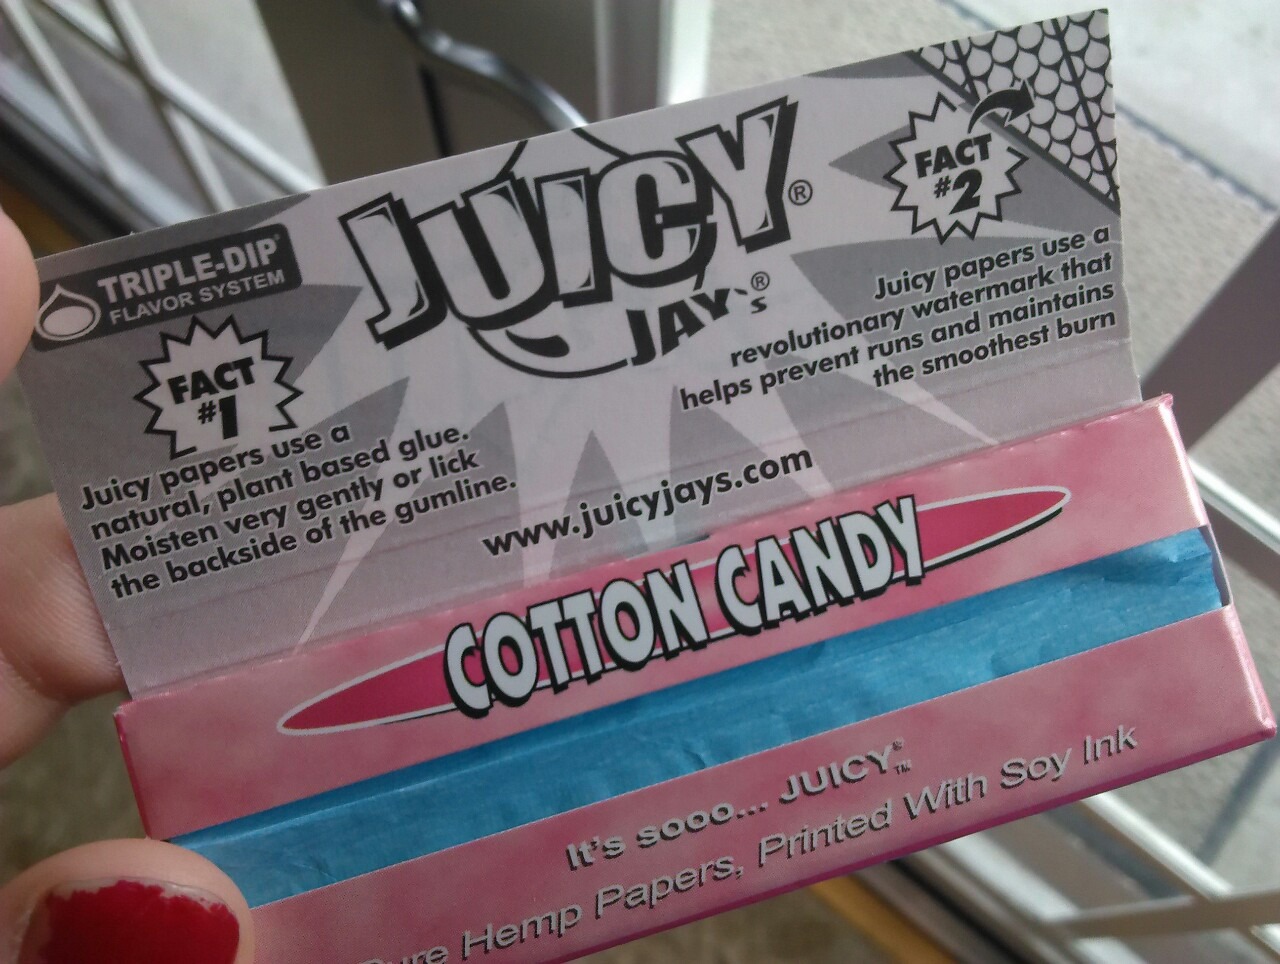 TRIPLE-DIP®
FLAVOR SYSTEM
JUICY®
JAY'S®
FACT
#1
Juicy papers use a
natural, plant based glue.
Moisten very gently or lick
the backside of the gumline.
FACT
#2
Juicy papers use a
revolutionary watermark that
helps prevent runs and maintains
the smoothest burn
www.juicyjays.com
COTTON CANDY
It's sooo... JUICY®™
Hemp Papers, Printed With Soy Ink